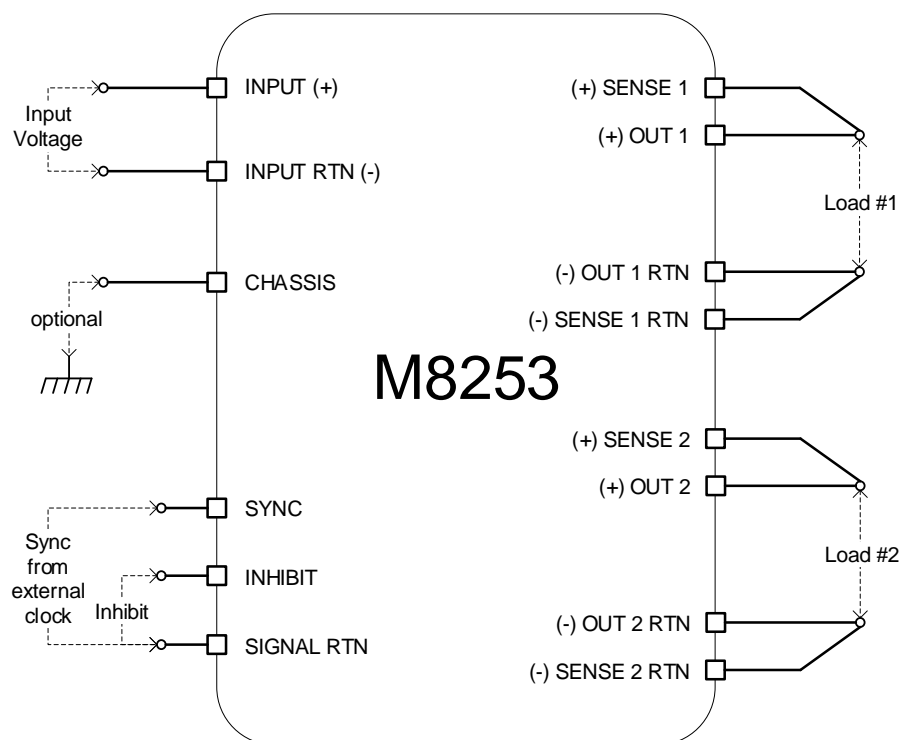 INPUT (+)
Input
Voltage
INPUT RTN (-)
CHASSIS
optional
M8253
SYNC
Sync
from
external
clock
INHIBIT
Inhibit
SIGNAL RTN
(+) SENSE 1
(+) OUT 1
Load #1
(-) OUT 1 RTN
(-) SENSE 1 RTN
(+) SENSE 2
(+) OUT 2
Load #2
(-) OUT 2 RTN
(-) SENSE 2 RTN